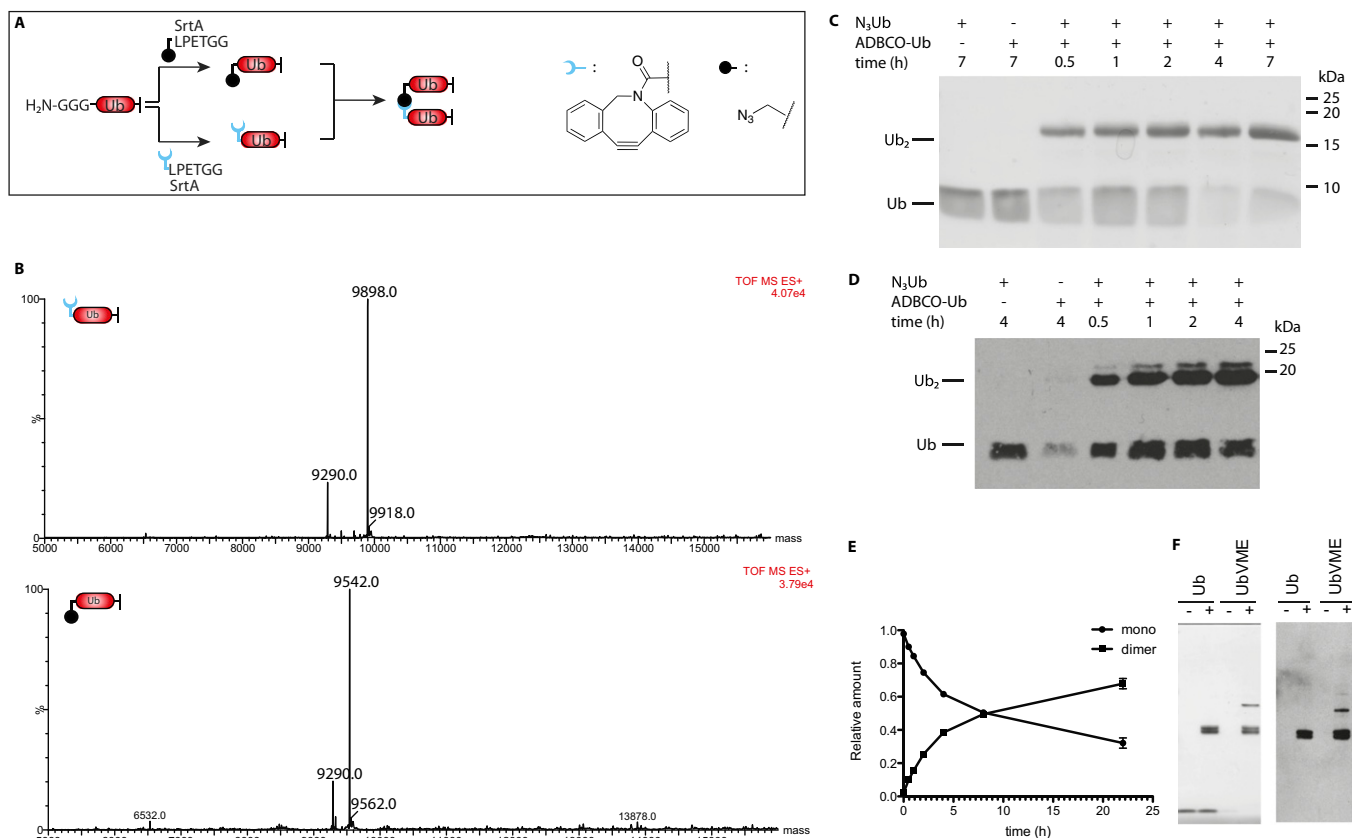 A
SrtA
LPETGG
H₂N-GGG
Ub
Ub
Ub
Ub
Ub
LPETGG
SrtA
:
O
N
:
N₃
B
TOF MS ES+
4.07e4
100
%
0
Ub
9898.0
9290.0
9918.0
5000 6000 7000 8000 9000 10000 11000 12000 13000 14000 15000 mass
TOF MS ES+
3.79e4
100
%
0
Ub
9542.0
9290.0
9562.0
6532.0
13878.0
mass
C
N₃Ub + - + + + + +
ADBCO-Ub - + + + + + +
time (h) 7 7 0.5 1 2 4 7
kDa
25
20
15
10
Ub₂
Ub
D
N₃Ub + - + + + +
ADBCO-Ub - + + + + +
time (h) 4 4 0.5 1 2 4
kDa
25
20
Ub₂
Ub
E
Relative amount
1.0
0.8
0.6
0.4
0.2
0.0
0 5 10 15 20 25
time (h)
mono
dimer
F
Ub UbVME
- + - +
Ub UbVME
- + - +